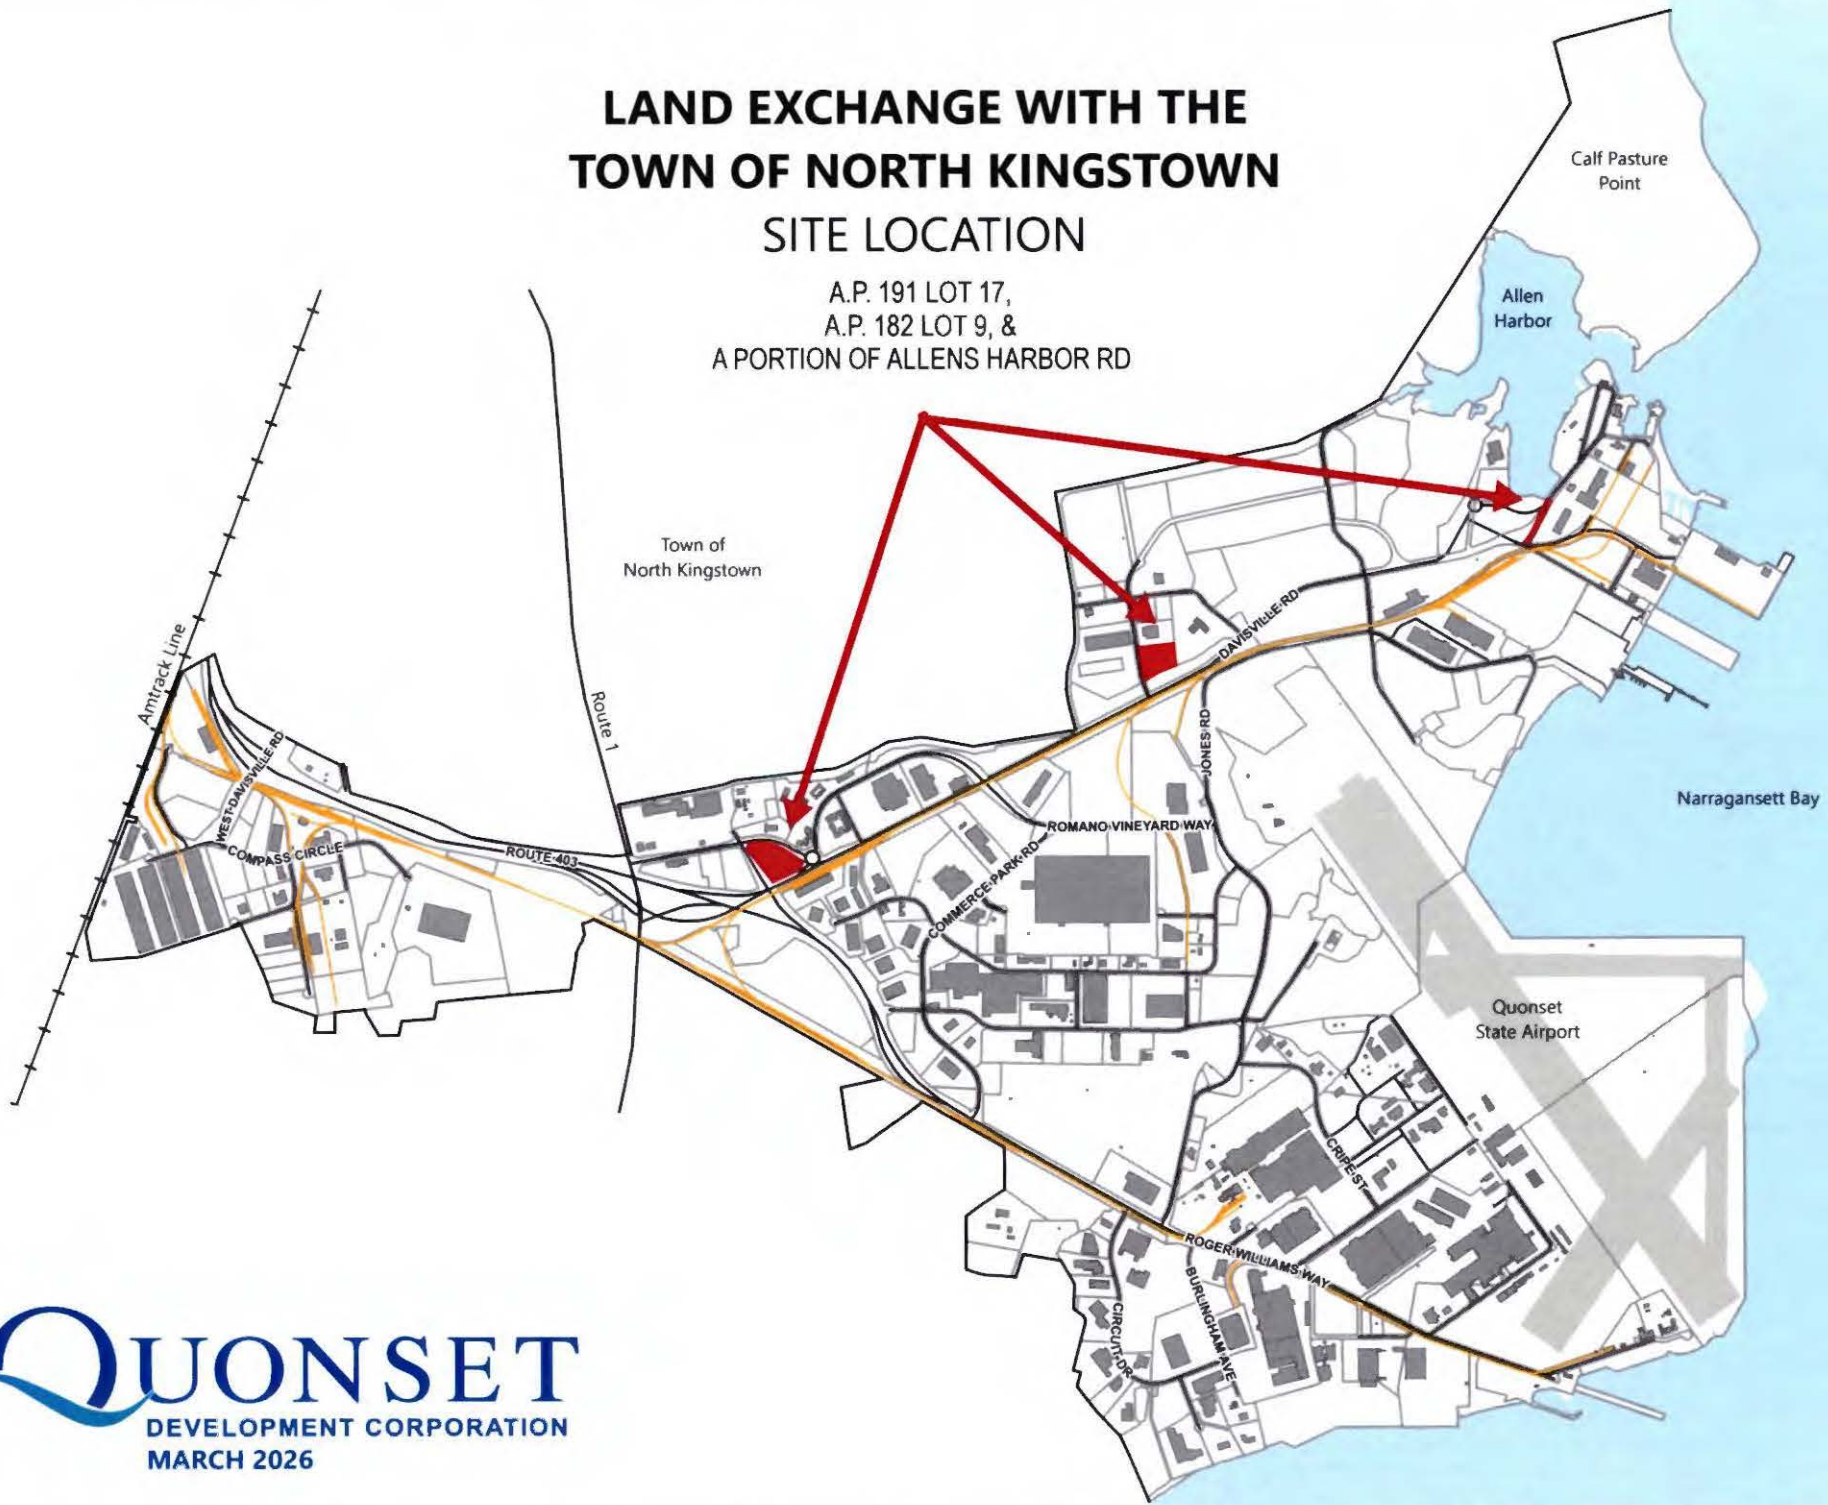 LAND EXCHANGE WITH THE
TOWN OF NORTH KINGSTOWN
SITE LOCATION
A.P. 191 LOT 17,
A.P. 182 LOT 9, &
A PORTION OF ALLENS HARBOR RD
Calf Pasture
Point
Allen
Harbor
Town of
North Kingstown
Amtrack Line
Route 1
DAVISVILLE RD
JONES RD
WEST DAVISVILLE RD
COMPASS CIRCLE
ROUTE 403
ROMANO VINEYARD WAY
COMMERCE PARK RD
Narragansett Bay
Quonset
State Airport
CRIPE ST
ROGER WILLIAMS WAY
BURLINGHAM AVE
CIRCUIT DR
QUONSET
DEVELOPMENT CORPORATION
MARCH 2026